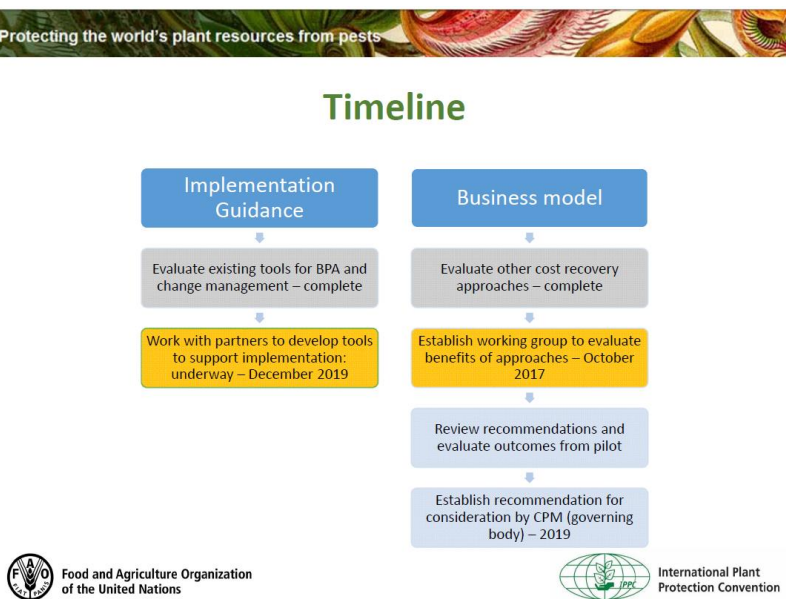 Protecting the world's plant resources from pests
Timeline
Implementation
Guidance
Evaluate existing tools for BPA and
change management – complete
Work with partners to develop tools
to support implementation:
underway – December 2019
Business model
Evaluate other cost recovery
approaches – complete
Establish working group to evaluate
benefits of approaches – October
2017
Review recommendations and
evaluate outcomes from pilot
Establish recommendation for
consideration by CPM (governing
body) – 2019
F A O
FIAT PANIS
Food and Agriculture Organization
of the United Nations
IPPC
International Plant
Protection Convention